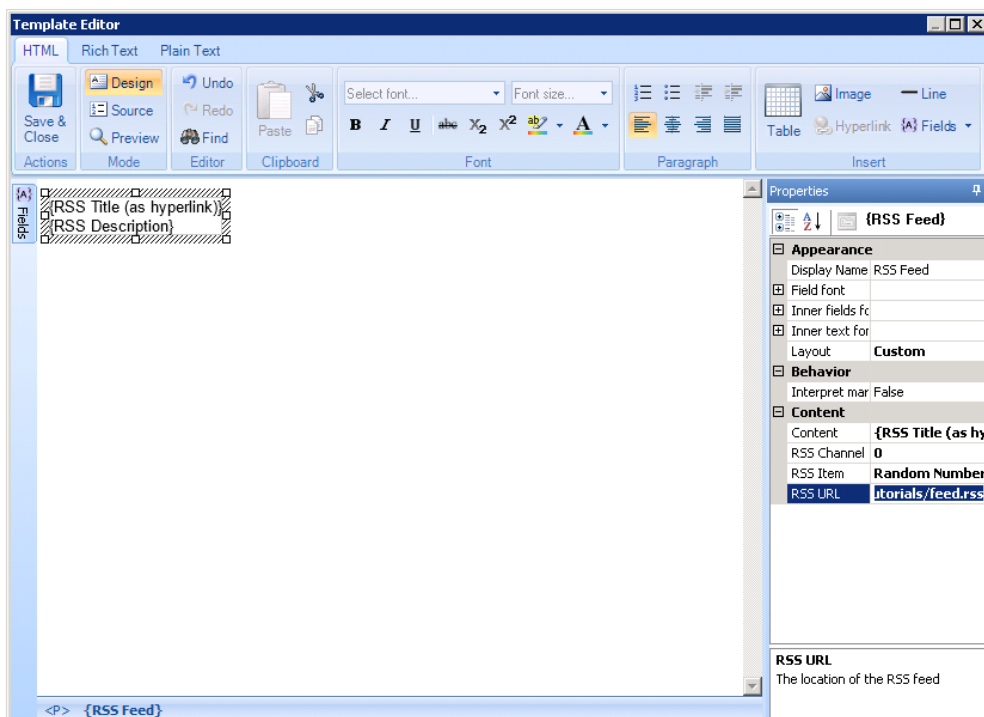 Template Editor
HTML Rich Text Plain Text
Save & Close
Design
Source
Preview
Undo
Redo
Find
Paste
Select font... Font size...
B I U abc X2 X2 ab A
Table
Image Line
Hyperlink {A} Fields
Actions Mode Editor Clipboard Font Paragraph Insert
{A} Fields
{RSS Title (as hyperlink)}
{RSS Description}
Properties
A Z {RSS Feed}
Appearance
Display Name RSS Feed
Field font
Inner fields fo
Inner text for
Layout Custom
Behavior
Interpret mar False
Content
Content {RSS Title (as hy
RSS Channel 0
RSS Item Random Number
RSS URL utorials/feed.rss
RSS URL
The location of the RSS feed
<P> {RSS Feed}